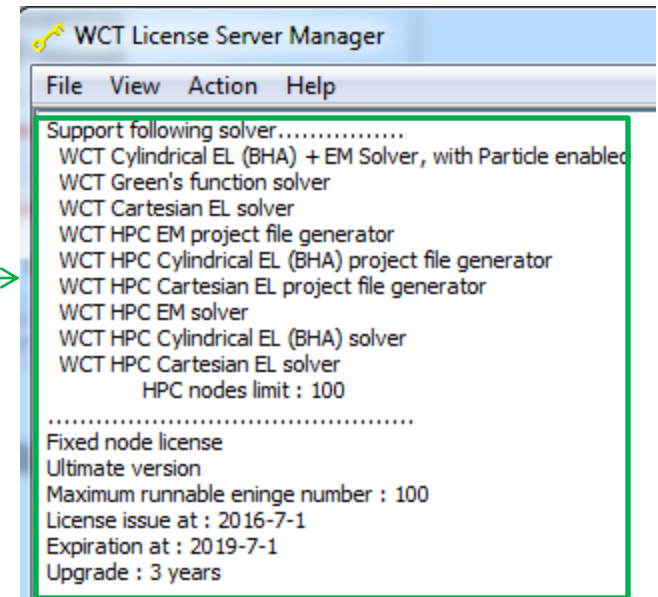 WCT License Server Manager
File View Action Help
Support following solver................
WCT Cylindrical EL (BHA) + EM Solver, with Particle enabled
WCT Green's function solver
WCT Cartesian EL solver
WCT HPC EM project file generator
WCT HPC Cylindrical EL (BHA) project file generator
WCT HPC Cartesian EL project file generator
WCT HPC EM solver
WCT HPC Cylindrical EL (BHA) solver
WCT HPC Cartesian EL solver
HPC nodes limit : 100
..............................................
Fixed node license
Ultimate version
Maximum runnable eninge number : 100
License issue at : 2016-7-1
Expiration at : 2019-7-1
Upgrade : 3 years